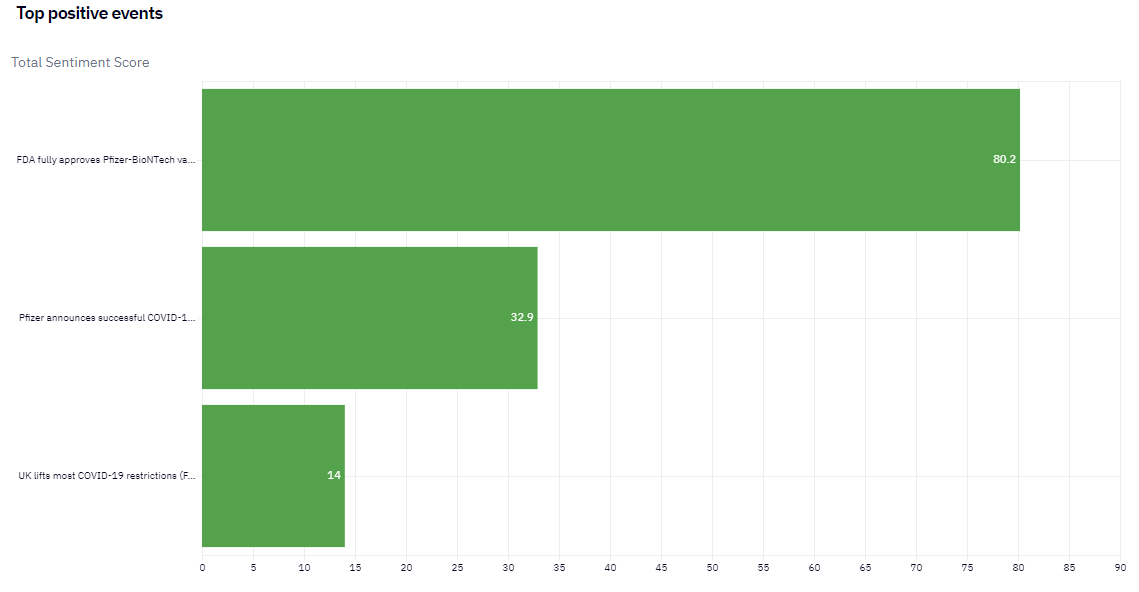 Top positive events
Total Sentiment Score
FDA fully approves Pfizer-BioNTech va...
80.2
Pfizer announces successful COVID-1...
32.9
UK lifts most COVID-19 restrictions (F...
14
0 5 10 15 20 25 30 35 40 45 50 55 60 65 70 75 80 85 90